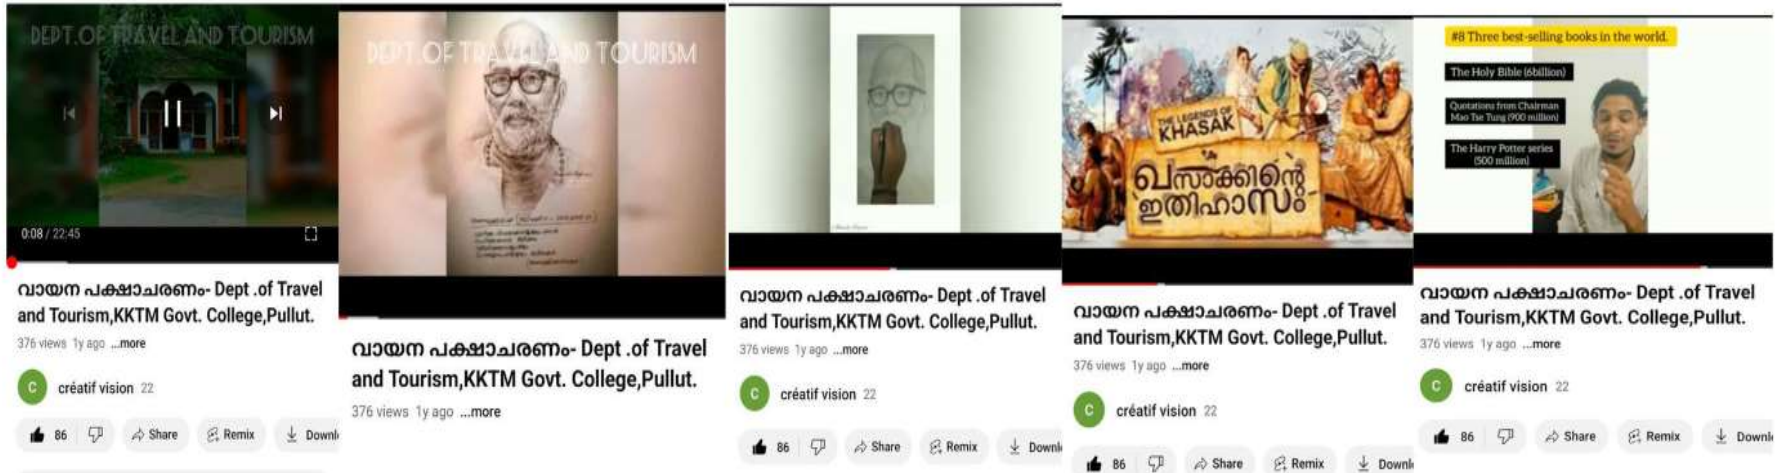 DEPT.OF TRAVEL AND TOURISM
0:08 / 22:45
വായന പക്ഷാചരണം- Dept .of Travel
and Tourism,KKTM Govt. College,Pullut.
376 views 1y ago ...more
C créatif vision 22
86 Share Remix Downl
DEPT.OF TRAVEL AND TOURISM
വായന പക്ഷാചരണം- Dept .of Travel
and Tourism,KKTM Govt. College,Pullut.
376 views 1y ago ...more
വായന പക്ഷാചരണം- Dept .of Travel
and Tourism,KKTM Govt. College,Pullut.
376 views 1y ago ...more
C créatif vision 22
86 Share Remix Downl
THE LEGENDS OF
KHASAK
ഖസാക്കിന്റെ
ഇതിഹാസം
വായന പക്ഷാചരണം- Dept .of Travel
and Tourism,KKTM Govt. College,Pullut.
376 views 1y ago ...more
C créatif vision 22
86 Share Remix Downl
#8 Three best-selling books in the world.
The Holy Bible (6billion)
Quotations from Chairman
Mao Tse Tung (900 million)
The Harry Potter series
(500 million)
വായന പക്ഷാചരണം- Dept .of Travel
and Tourism,KKTM Govt. College,Pullut.
376 views 1y ago ...more
C créatif vision 22
86 Share Remix Downl